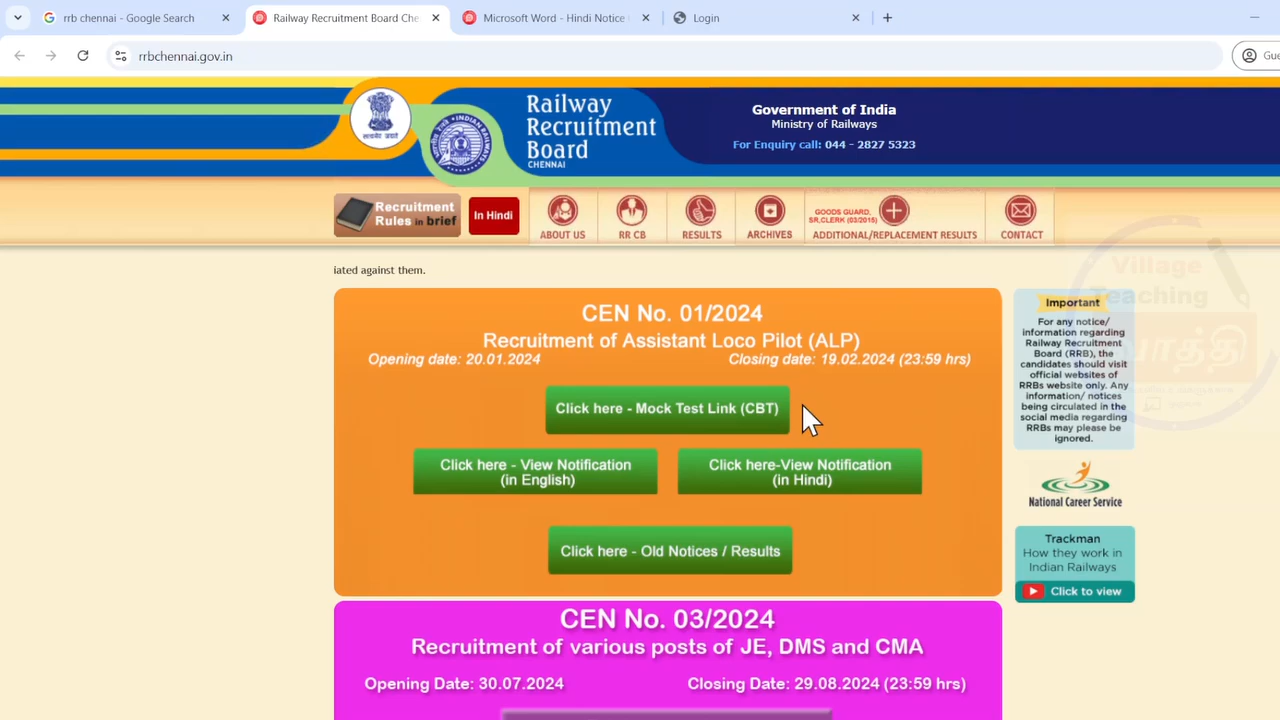 rrb chennai - Google Search
Railway Recruitment Board Che
Microsoft Word - Hindi Notice
Login
rrbchennai.gov.in
Railway
Recruitment
Board
CHENNAI
Government of India
Ministry of Railways
For Enquiry call: 044 - 2827 5323
Recruitment
Rules in brief
In Hindi
ABOUT US
RR CB
RESULTS
ARCHIVES
GOODS GUARD,
SR.CLERK (03/2015)
ADDITIONAL/REPLACEMENT RESULTS
CONTACT
iated against them.
CEN No. 01/2024
Recruitment of Assistant Loco Pilot (ALP)
Opening date: 20.01.2024
Closing date: 19.02.2024 (23:59 hrs)
Click here - Mock Test Link (CBT)
Click here - View Notification
(in English)
Click here-View Notification
(in Hindi)
Click here - Old Notices / Results
CEN No. 03/2024
Recruitment of various posts of JE, DMS and CMA
Opening Date: 30.07.2024
Closing Date: 29.08.2024 (23:59 hrs)
Village
Teaching
Important
For any notice/
information regarding
Railway Recruitment
Board (RRB), the
candidates should visit
official websites of
RRBs website only. Any
information/ notices
being circulated in the
social media regarding
RRBs may please be
ignored.
National Career Service
Trackman
How they work in
Indian Railways
Click to view